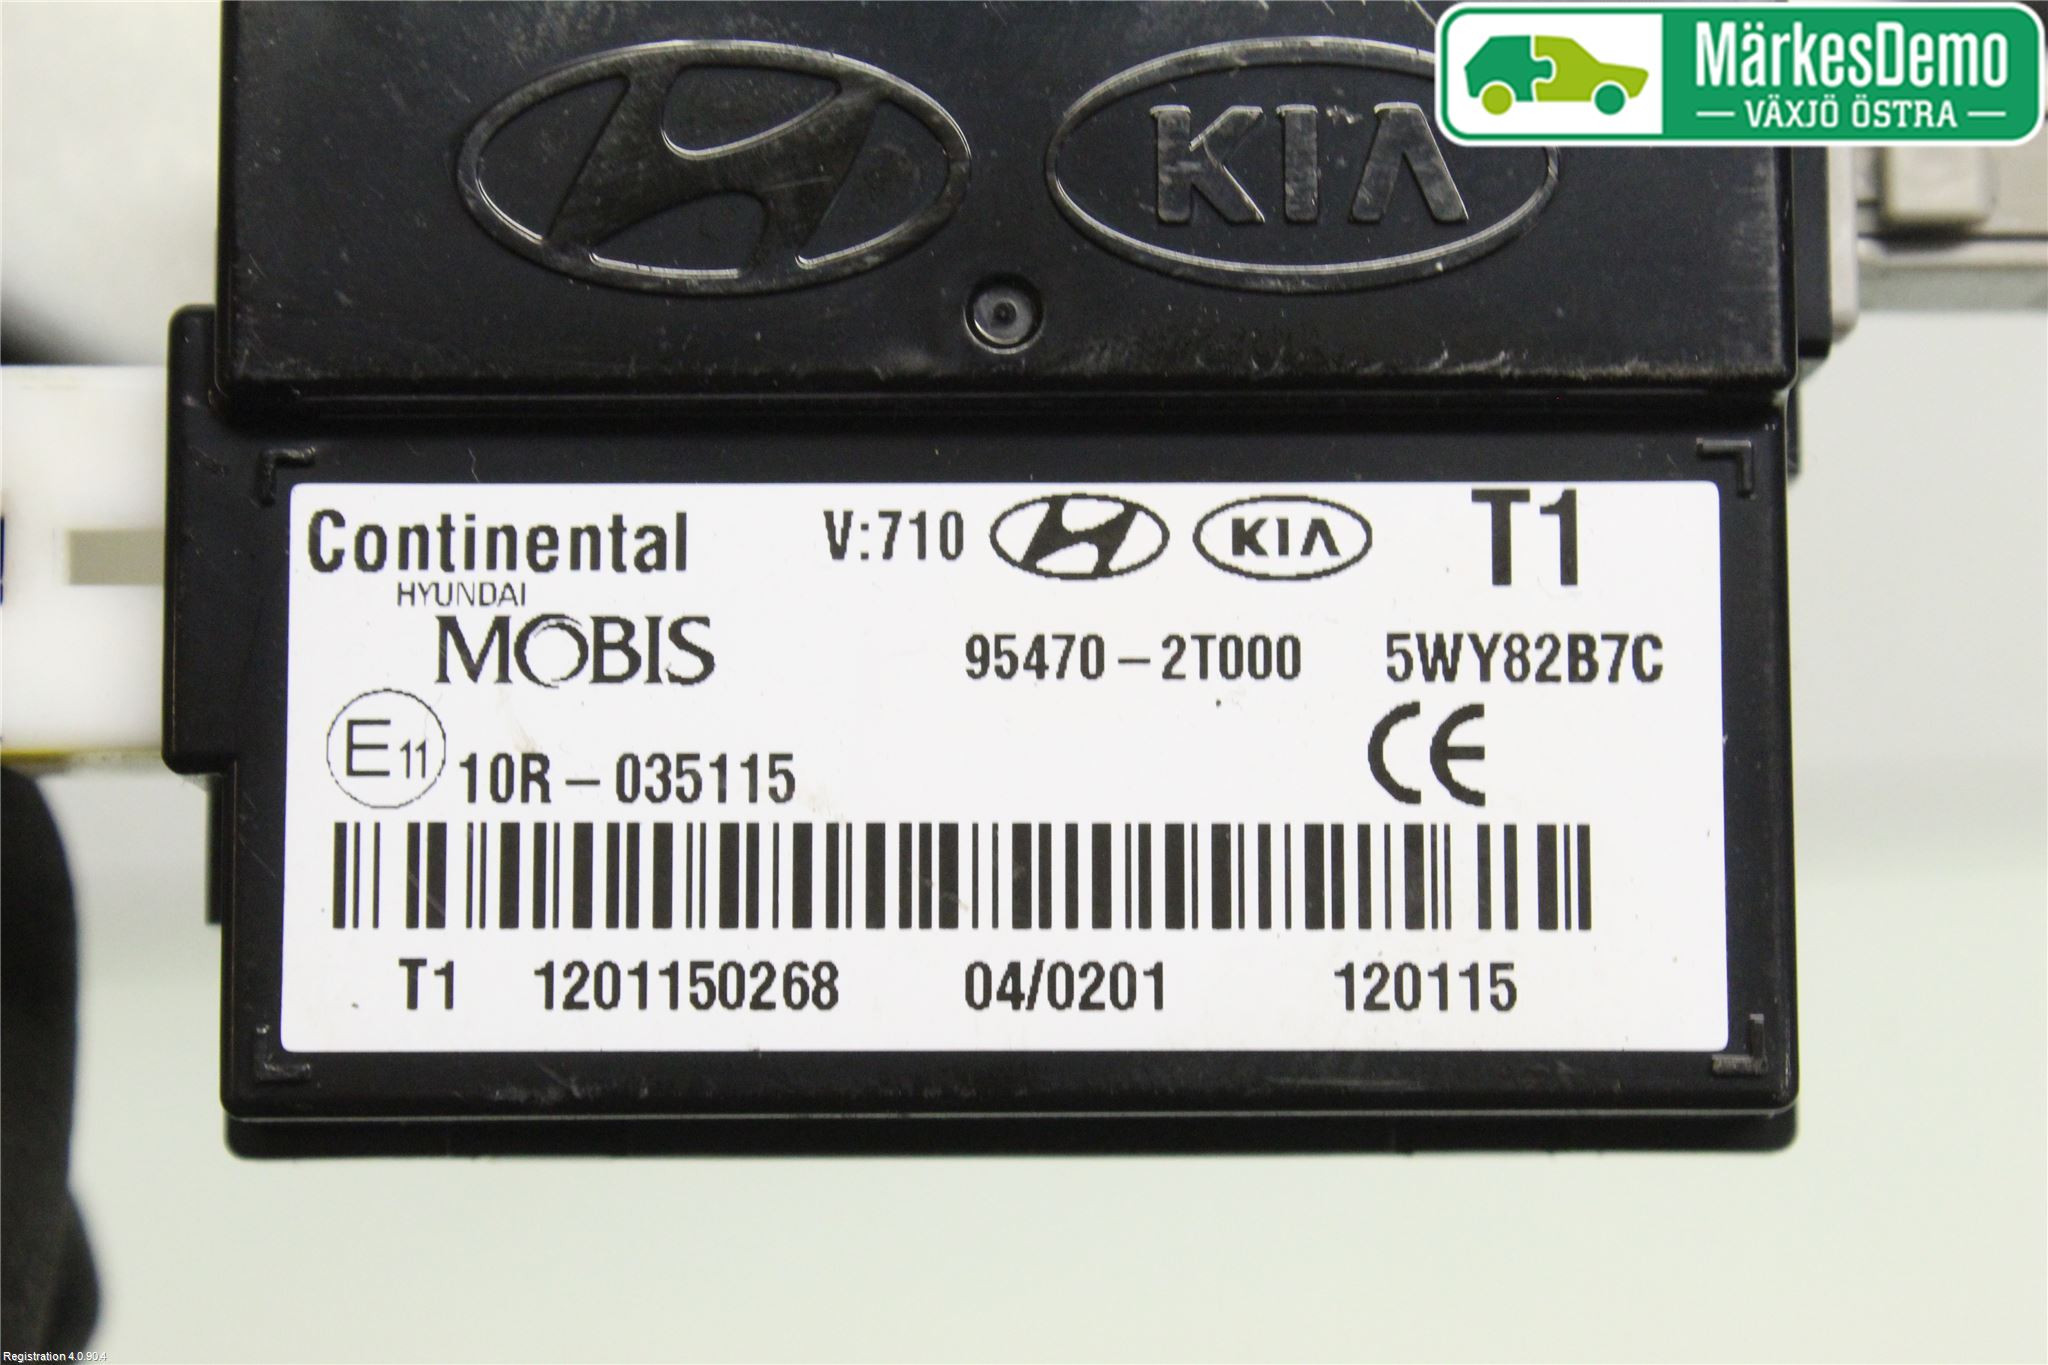 MärkesDemo
VÄXJÖ ÖSTRA
KIA
Continental V:710 KIA T1
HYUNDAI
MOBIS 95470-2T000 5WY82B7C
E11 10R-035115 CE
T1 1201150268 04/0201 120115
Registration 4.0.90.4